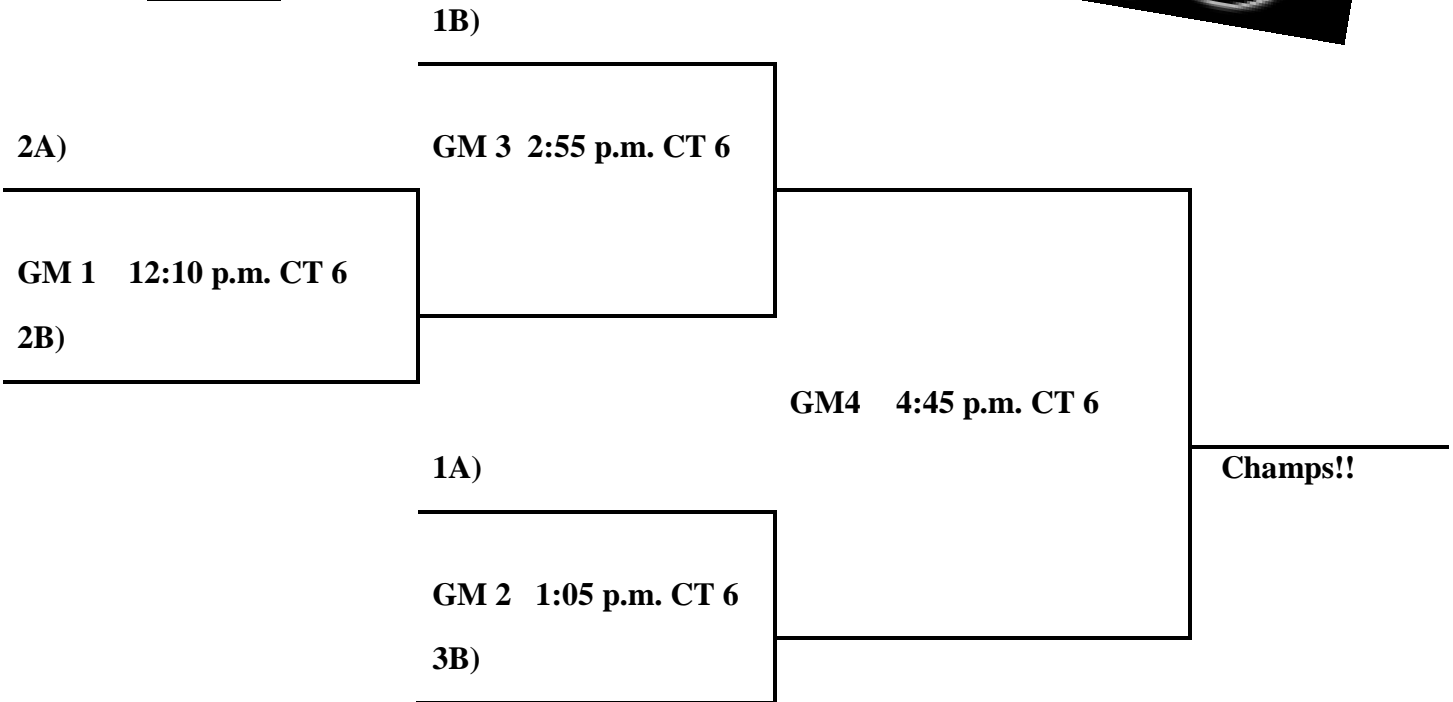 1B)
2A)
GM 3  2:55 p.m. CT 6
GM 1    12:10 p.m. CT 6
2B)
GM4    4:45 p.m. CT 6
1A)
Champs!!
GM 2   1:05 p.m. CT 6
3B)